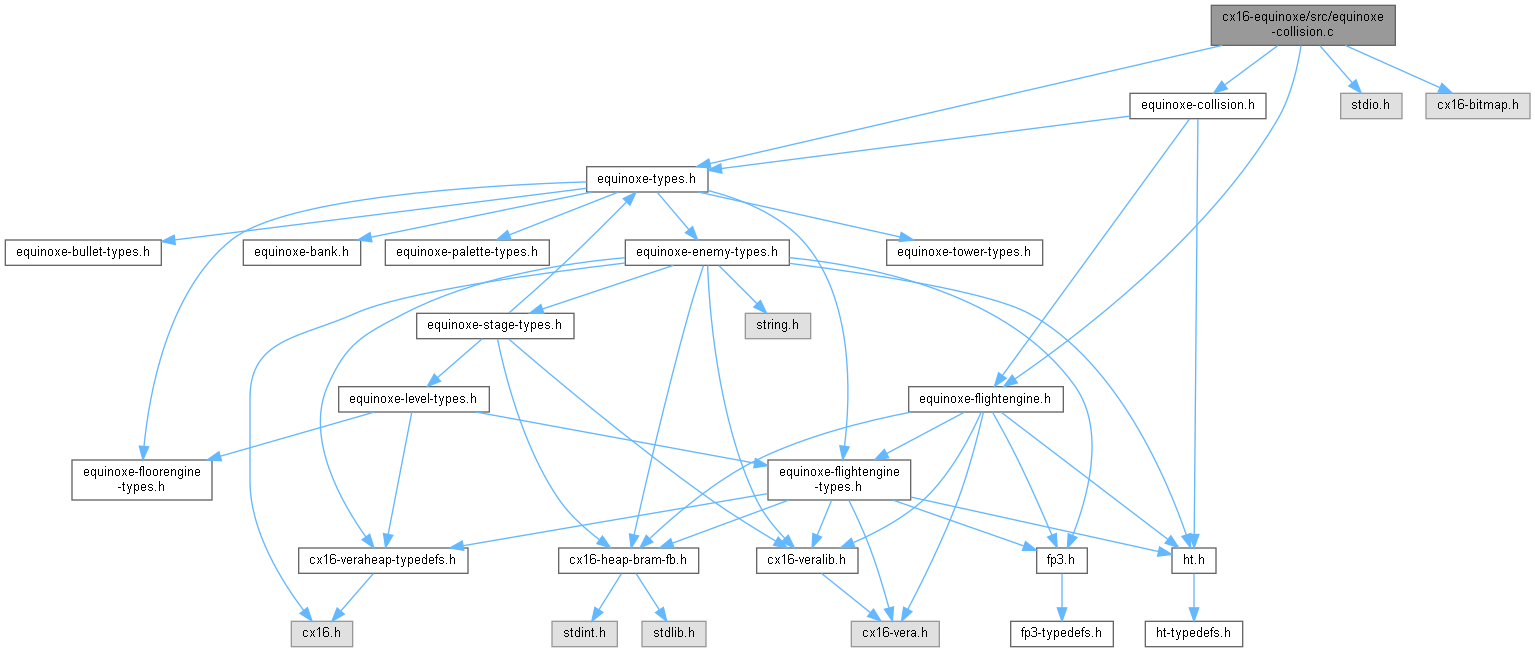 cx16-equinoxe/src/equinoxe
-collision.c
equinoxe-collision.h
stdio.h
cx16-bitmap.h
equinoxe-types.h
equinoxe-bullet-types.h
equinoxe-bank.h
equinoxe-palette-types.h
equinoxe-enemy-types.h
equinoxe-tower-types.h
equinoxe-stage-types.h
string.h
equinoxe-level-types.h
equinoxe-flightengine.h
equinoxe-floorengine
-types.h
equinoxe-flightengine
-types.h
cx16-veraheap-typedefs.h
cx16-heap-bram-fb.h
cx16-veralib.h
fp3.h
ht.h
cx16.h
stdint.h
stdlib.h
cx16-vera.h
fp3-typedefs.h
ht-typedefs.h